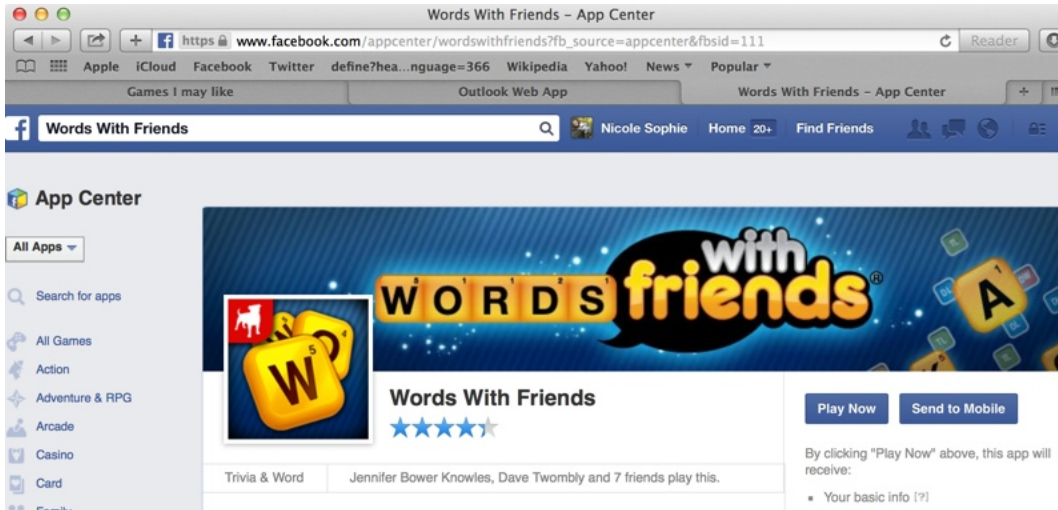 Words With Friends – App Center
https www.facebook.com/appcenter/wordswithfriends?fb_source=appcenter&fbsid=111
Reader
Apple iCloud Facebook Twitter define?hea...nguage=366 Wikipedia Yahoo! News Popular
Games I may like Outlook Web App Words With Friends – App Center
f Words With Friends Nicole Sophie Home 20+ Find Friends
App Center
All Apps
Search for apps
All Games
Action
Adventure & RPG
Arcade
Casino
Card
Family
WORDS with friends®
A
W
Words With Friends
Trivia & Word Jennifer Bower Knowles, Dave Twombly and 7 friends play this.
Play Now Send to Mobile
By clicking "Play Now" above, this app will
receive:
Your basic info [?]